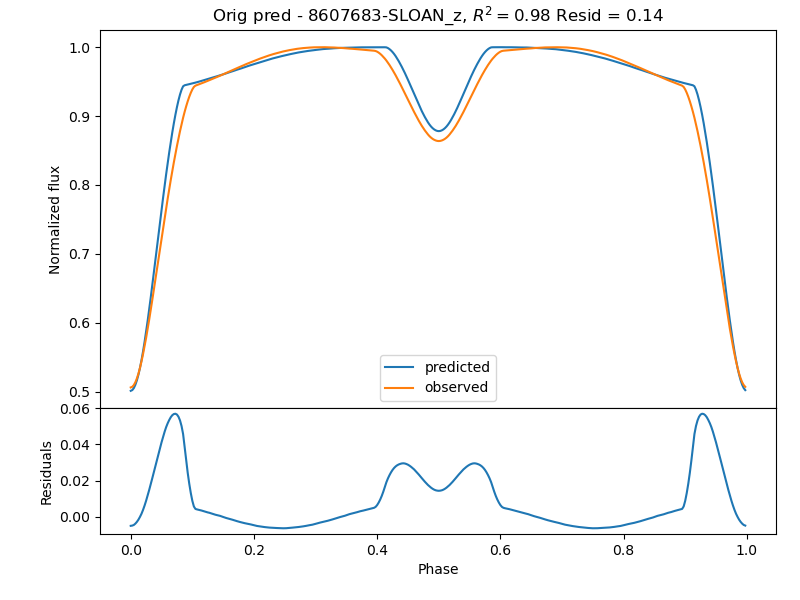 Orig pred - 8607683-SLOAN_z, R² = 0.98 Resid = 0.14
1.0
0.9
0.8
0.7
0.6
0.5
Normalized flux
predicted
observed
0.06
0.04
0.02
0.00
Residuals
0.0 0.2 0.4 0.6 0.8 1.0
Phase